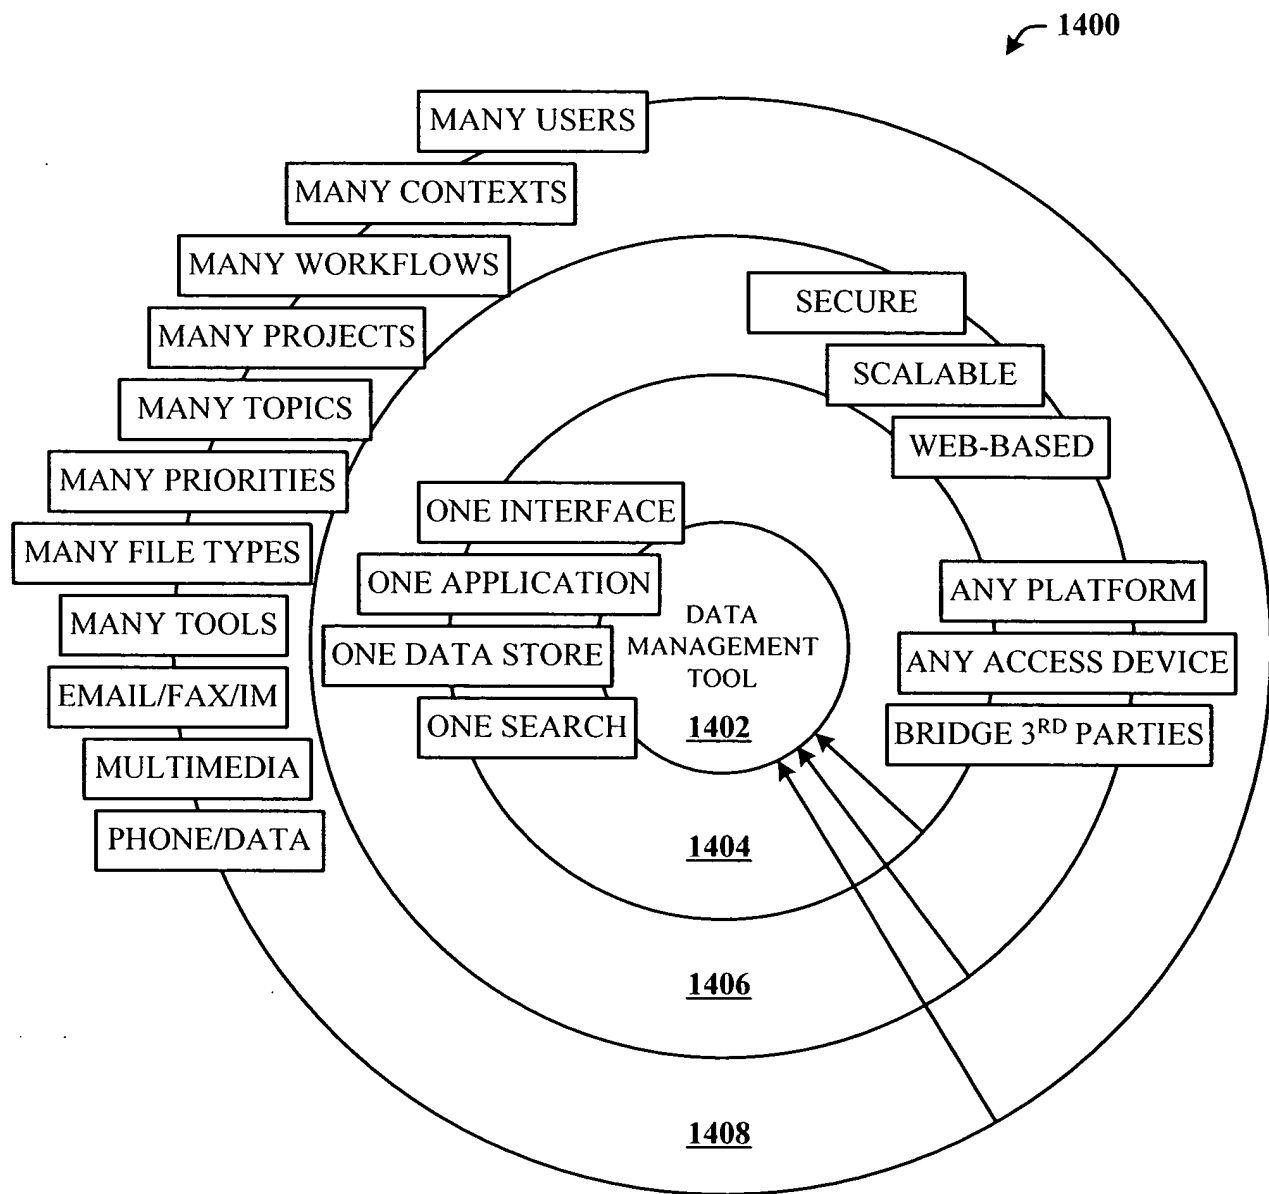 1400
MANY USERS
MANY CONTEXTS
MANY WORKFLOWS
MANY PROJECTS
MANY TOPICS
MANY PRIORITIES
MANY FILE TYPES
MANY TOOLS
EMAIL/FAX/IM
MULTIMEDIA
PHONE/DATA
SECURE
SCALABLE
WEB-BASED
ONE INTERFACE
ONE APPLICATION
ONE DATA STORE
ONE SEARCH
DATA
MANAGEMENT
TOOL
1402
ANY PLATFORM
ANY ACCESS DEVICE
BRIDGE 3RD PARTIES
1404
1406
1408